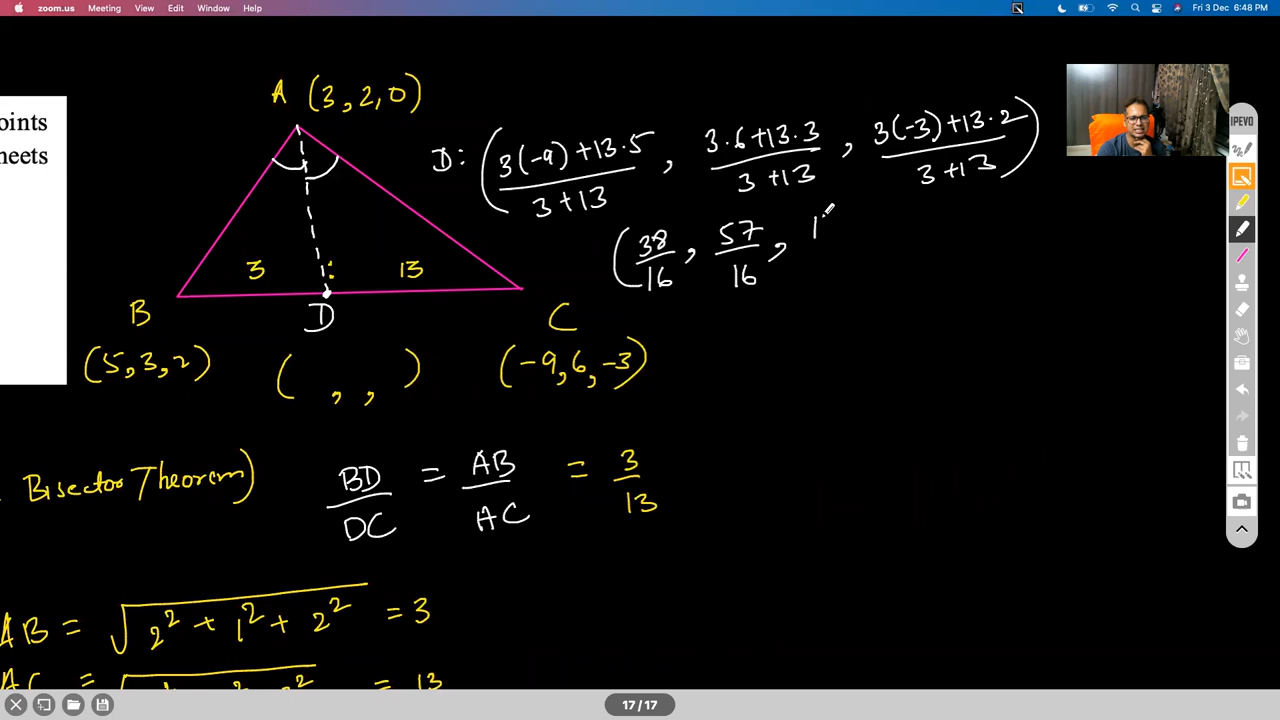 zoom.us Meeting View Edit Window Help Fri 3 Dec 6:48 PM
oints
heets
A (3, 2, 0)
D: (3(-9)+13·5/3+13, 3·6+13·3/3+13, 3(-3)+13·2/3+13)
(38/16, 57/16, 1
3 : 13
B D C
(5, 3, 2) ( , , ) (-9, 6, -3)
Bisector Theorem) BD/DC = AB/AC = 3/13
AB = √2² + 1² + 2² = 3
AC = = 13
IPEVO
17/17